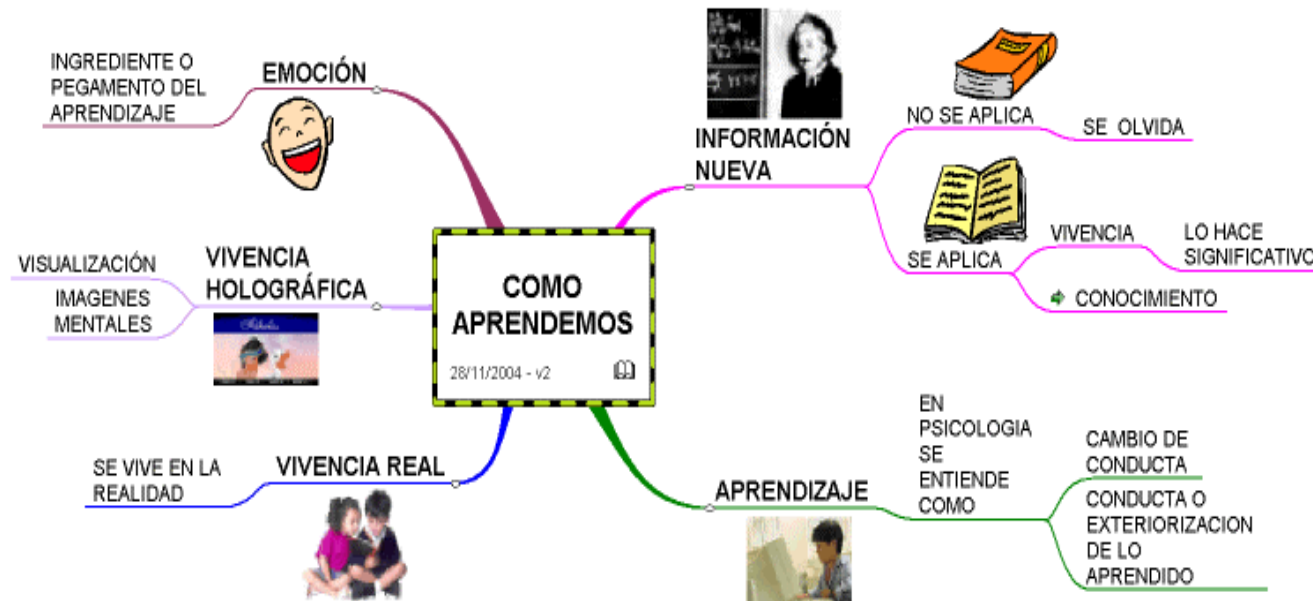 COMO
APRENDEMOS
28/11/2004 - v2
INFORMACIÓN
NUEVA
NO SE APLICA
SE OLVIDA
SE APLICA
VIVENCIA
LO HACE
SIGNIFICATIVO
CONOCIMIENTO
APRENDIZAJE
EN
PSICOLOGIA
SE
ENTIENDE
COMO
CAMBIO DE
CONDUCTA
CONDUCTA O
EXTERIORIZACION
DE LO
APRENDIDO
VIVENCIA REAL
SE VIVE EN LA
REALIDAD
VIVENCIA
HOLOGRÁFICA
VISUALIZACIÓN
IMAGENES
MENTALES
EMOCIÓN
INGREDIENTE O
PEGAMENTO DEL
APRENDIZAJE